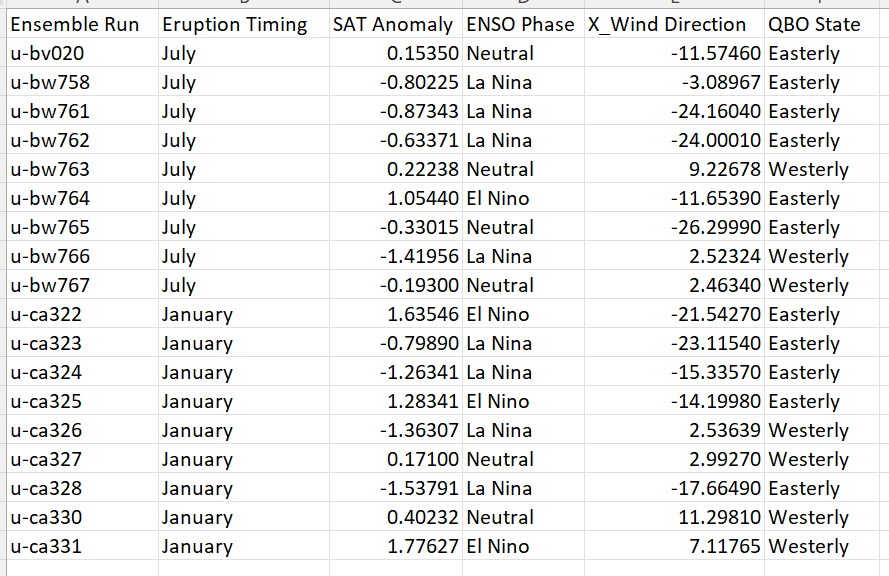 Ensemble Run Eruption Timing SAT Anomaly ENSO Phase X_Wind Direction QBO State
u-bv020 July 0.15350 Neutral -11.57460 Easterly
u-bw758 July -0.80225 La Nina -3.08967 Easterly
u-bw761 July -0.87343 La Nina -24.16040 Easterly
u-bw762 July -0.63371 La Nina -24.00010 Easterly
u-bw763 July 0.22238 Neutral 9.22678 Westerly
u-bw764 July 1.05440 El Nino -11.65390 Easterly
u-bw765 July -0.33015 Neutral -26.29990 Easterly
u-bw766 July -1.41956 La Nina 2.52324 Westerly
u-bw767 July -0.19300 Neutral 2.46340 Westerly
u-ca322 January 1.63546 El Nino -21.54270 Easterly
u-ca323 January -0.79890 La Nina -23.11540 Easterly
u-ca324 January -1.26341 La Nina -15.33570 Easterly
u-ca325 January 1.28341 El Nino -14.19980 Easterly
u-ca326 January -1.36307 La Nina 2.53639 Westerly
u-ca327 January 0.17100 Neutral 2.99270 Westerly
u-ca328 January -1.53791 La Nina -17.66490 Easterly
u-ca330 January 0.40232 Neutral 11.29810 Westerly
u-ca331 January 1.77627 El Nino 7.11765 Westerly